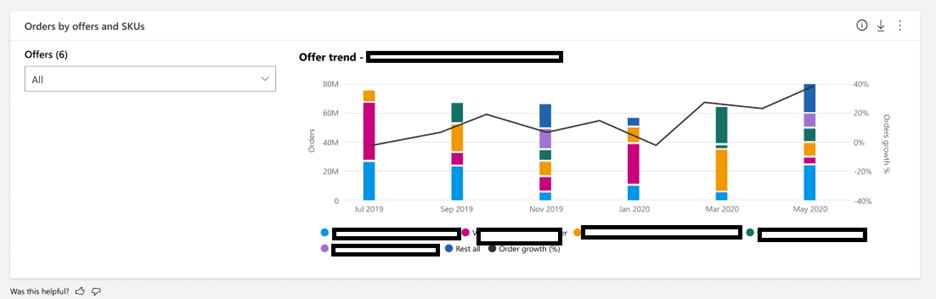 Orders by offers and SKUs
Offers (6)
All
Offer trend -
80M
60M
40M
20M
0
Orders
40%
20%
0%
-20%
-40%
Orders growth %
Jul 2019 Sep 2019 Nov 2019 Jan 2020 Mar 2020 May 2020
Rest all Order growth (%)
Was this helpful?